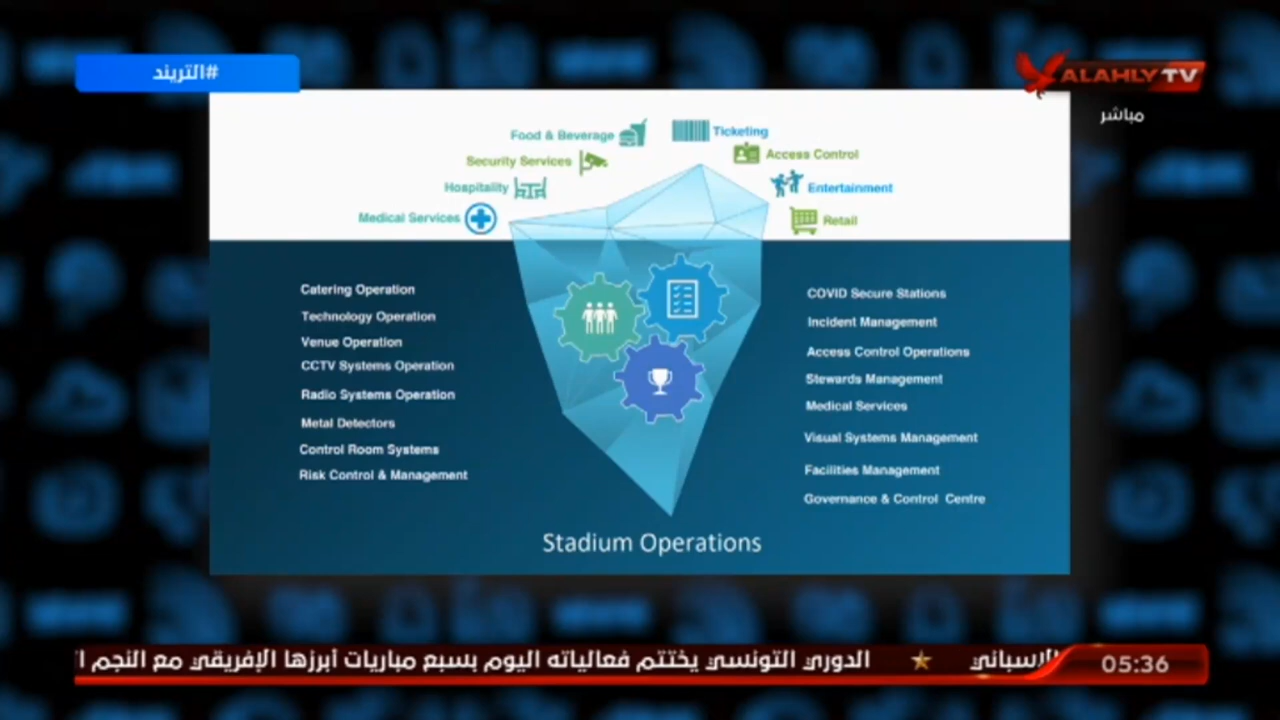 #التريند
ALAHLY TV
مباشر
Food & Beverage
Ticketing
Security Services
Access Control
Hospitality
Entertainment
Medical Services
Retail
Catering Operation
Technology Operation
Venue Operation
CCTV Systems Operation
Radio Systems Operation
Metal Detectors
Control Room Systems
Risk Control & Management
COVID Secure Stations
Incident Management
Access Control Operations
Stewards Management
Medical Services
Visual Systems Management
Facilities Management
Governance & Control Centre
Stadium Operations
الاسباني ★ الدوري التونسي يختتم فعالياته اليوم بسبع مباريات أبرزها الإفريقي مع النجم
05:36